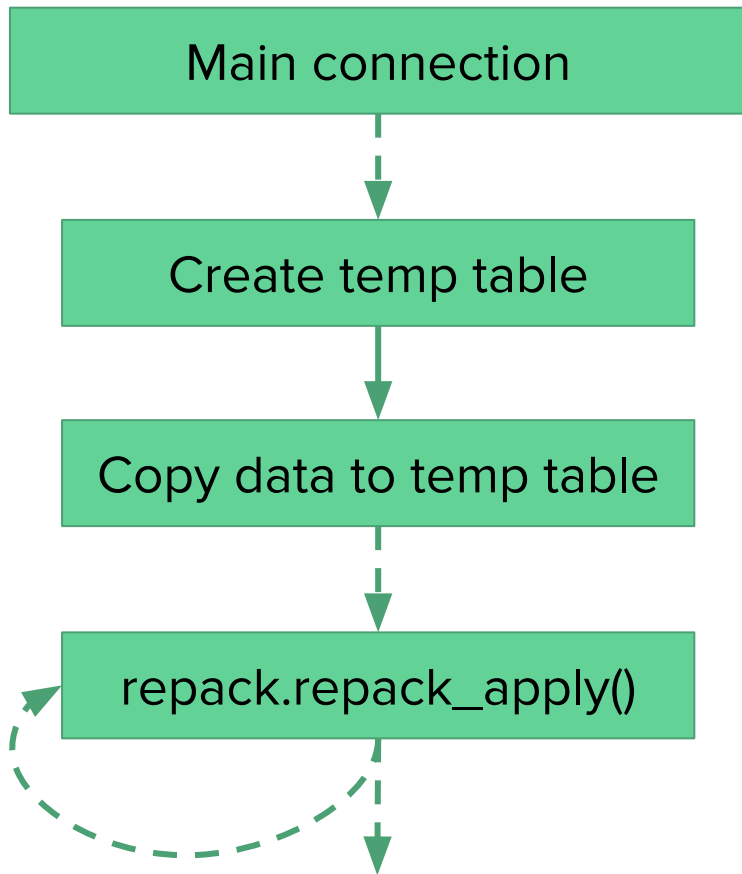 Main connection
Create temp table
Copy data to temp table
repack.repack_apply()